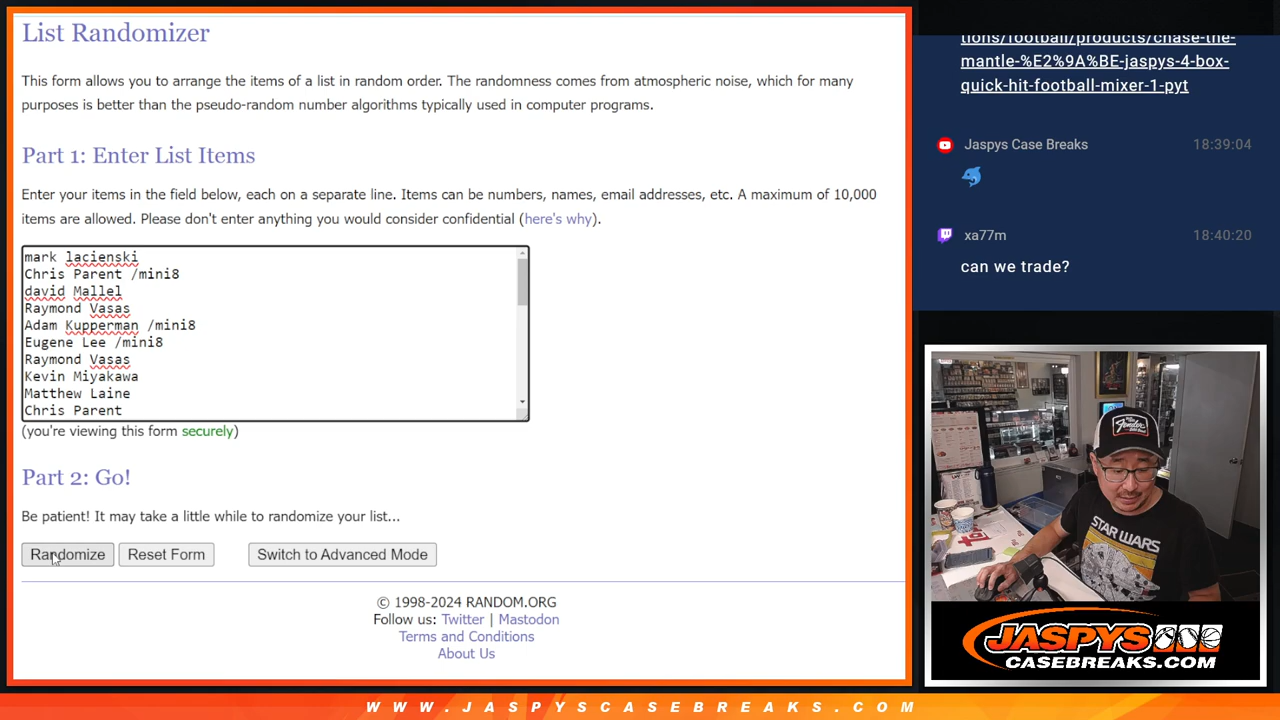 List Randomizer
This form allows you to arrange the items of a list in random order. The randomness comes from atmospheric noise, which for many
purposes is better than the pseudo-random number algorithms typically used in computer programs.
Part 1: Enter List Items
Enter your items in the field below, each on a separate line. Items can be numbers, names, email addresses, etc. A maximum of 10,000
items are allowed. Please don't enter anything you would consider confidential (here's why).
mark lacienski
Chris Parent /mini8
david Mallel
Raymond Vasas
Adam Kupperman /mini8
Eugene Lee /mini8
Raymond Vasas
Kevin Miyakawa
Matthew Laine
Chris Parent
(you're viewing this form securely)
Part 2: Go!
Be patient! It may take a little while to randomize your list...
Randomize
Reset Form
Switch to Advanced Mode
© 1998-2024 RANDOM.ORG
Follow us: Twitter | Mastodon
Terms and Conditions
About Us
tions/football/products/chase-the-
mantle-%E2%9A%BE-jaspys-4-box-
quick-hit-football-mixer-1-pyt
Jaspys Case Breaks 18:39:04
xa77m 18:40:20
can we trade?
Fender
STAR WARS
JASPYS
CASEBREAKS.COM
WWW.JASPYSCASEBREAKS.COM